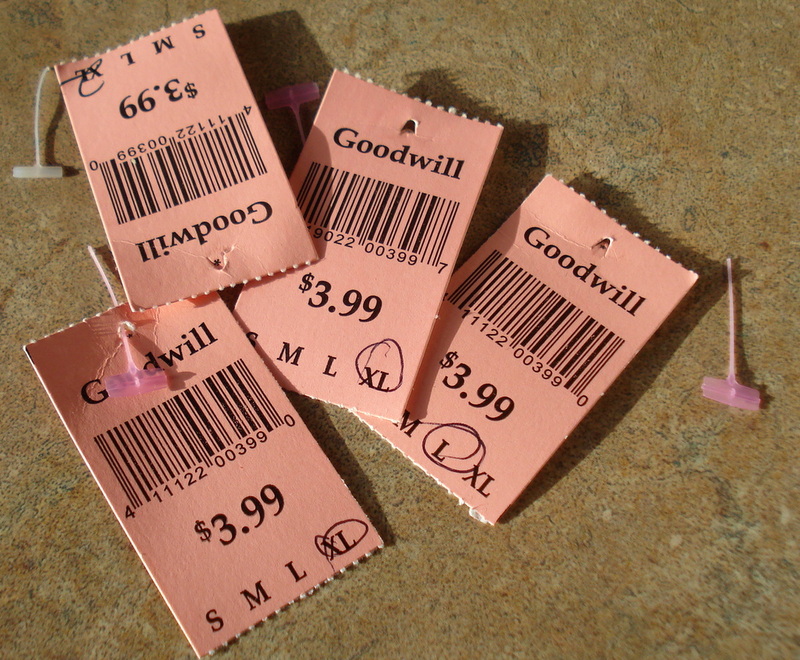 Goodwill
4 11122 00399 0
$3.99
S M L XL
Goodwill
9022 00399 7
$3.99
S M L XL
Goodwill
11122 00399 0
$3.99
M L XL
Goodwill
4 11122 00399 0
$3.99
S M L XL